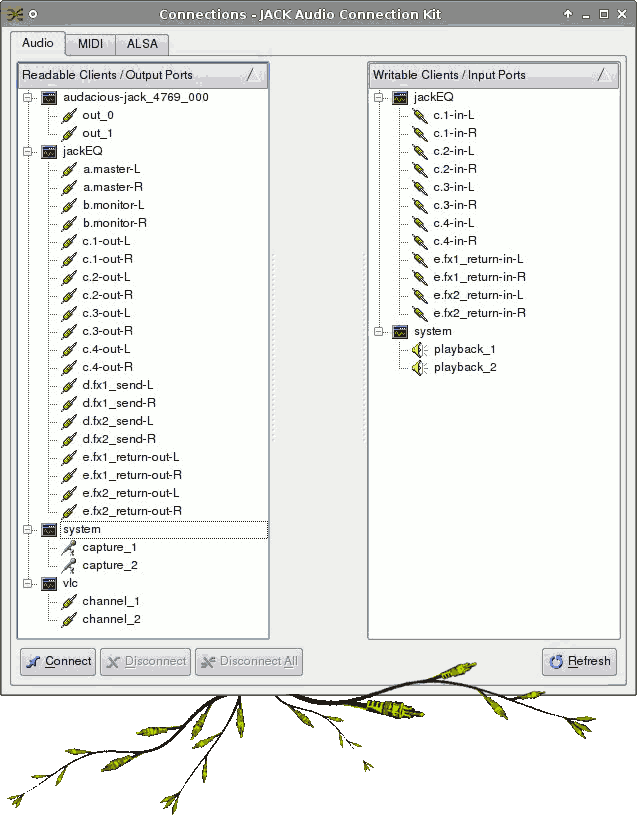 Connections - JACK Audio Connection Kit
Audio MIDI ALSA
Readable Clients / Output Ports
audacious-jack_4769_000
out_0
out_1
jackEQ
a.master-L
a.master-R
b.monitor-L
b.monitor-R
c.1-out-L
c.1-out-R
c.2-out-L
c.2-out-R
c.3-out-L
c.3-out-R
c.4-out-L
c.4-out-R
d.fx1_send-L
d.fx1_send-R
d.fx2_send-L
d.fx2_send-R
e.fx1_return-out-L
e.fx1_return-out-R
e.fx2_return-out-L
e.fx2_return-out-R
system
capture_1
capture_2
vlc
channel_1
channel_2
Writable Clients / Input Ports
jackEQ
c.1-in-L
c.1-in-R
c.2-in-L
c.2-in-R
c.3-in-L
c.3-in-R
c.4-in-L
c.4-in-R
e.fx1_return-in-L
e.fx1_return-in-R
e.fx2_return-in-L
e.fx2_return-in-R
system
playback_1
playback_2
Connect Disconnect Disconnect All Refresh